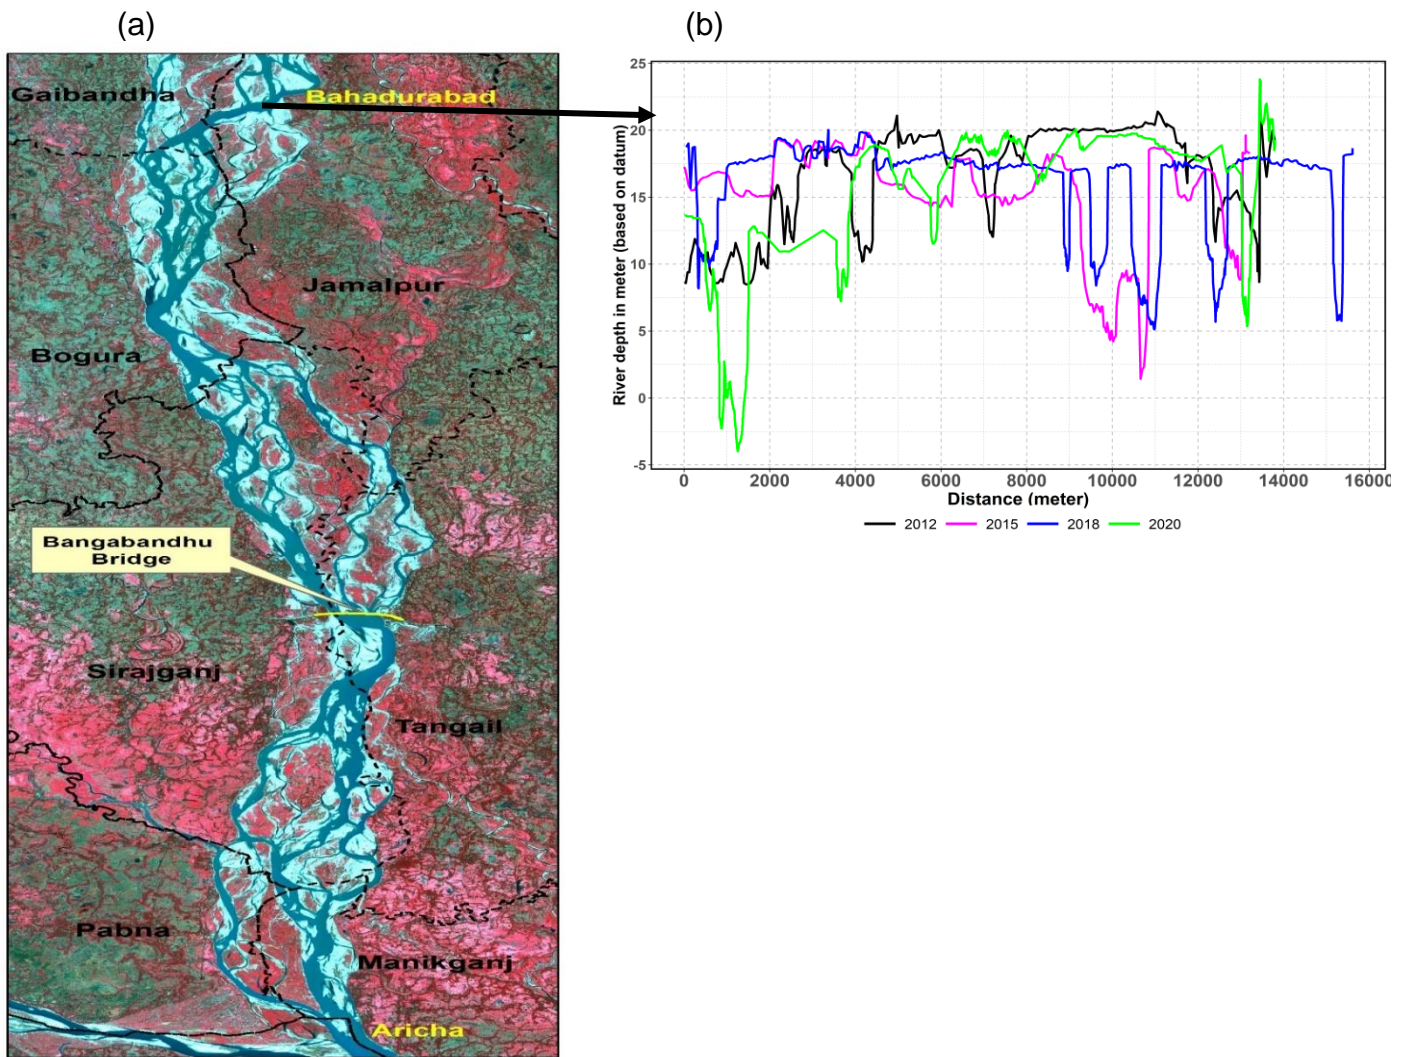 (a)
Gaibandha
Bahadurabad
Jamalpur
Bogura
Bangabandhu
Bridge
Sirajganj
Tangail
Pabna
Manikganj
Aricha
(b)
River depth in meter (based on datum)
25
20
15
10
5
0
-5
0 2000 4000 6000 8000 10000 12000 14000 16000
Distance (meter)
2012 2015 2018 2020